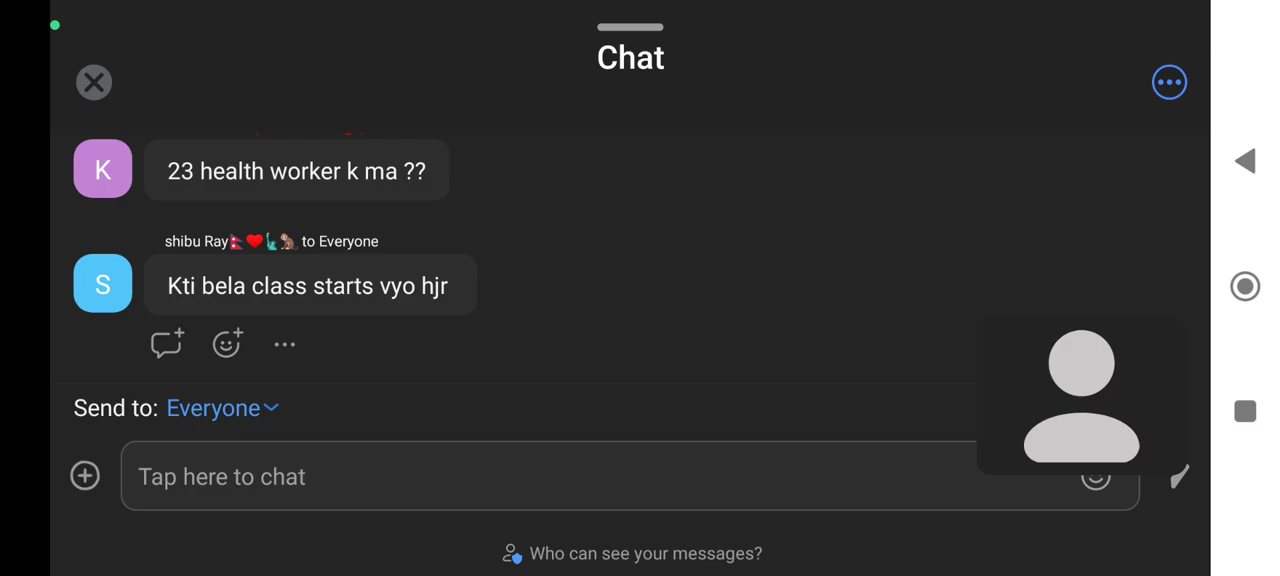 Chat
K
23 health worker k ma ??
shibu Ray🇳🇵❤️🗽🐒 to Everyone
S
Kti bela class starts vyo hjr
Send to: Everyone
Tap here to chat
Who can see your messages?